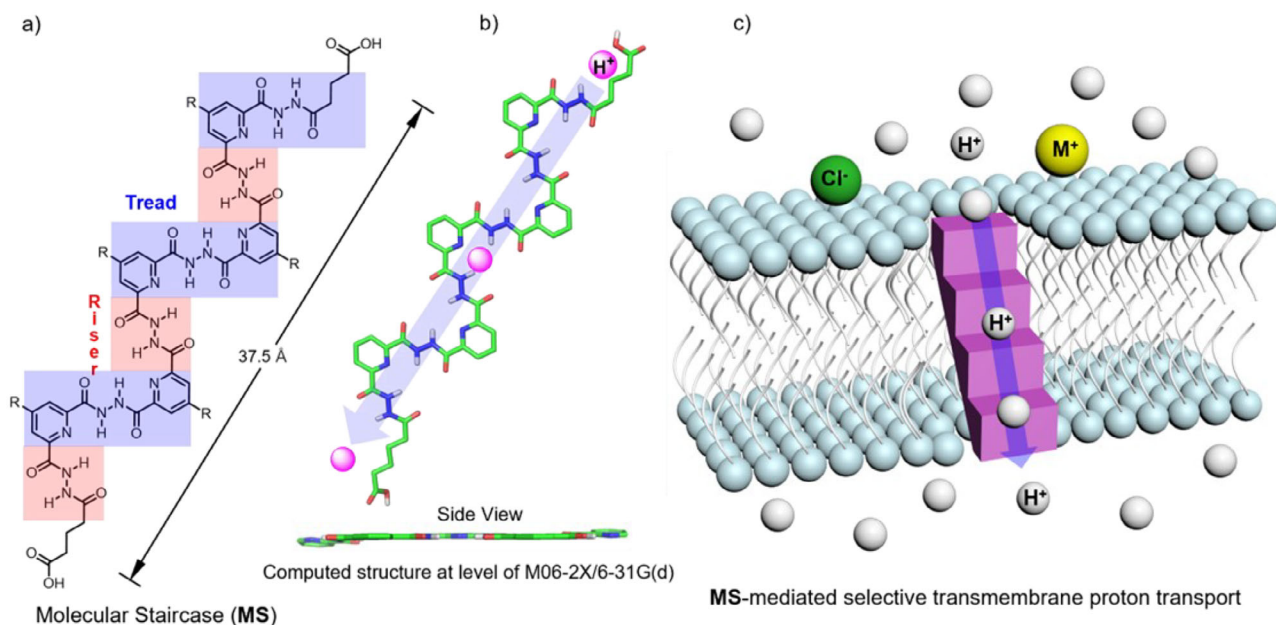 a)
O
OH
O
H
R
N
N
N
H
O
O
N
H
N
H
O
Tread
O
H
N
N
R
N
H
O
N
R
Riser
O
N
H
N
H
O
O
H
N
R
N
N
H
O
N
R
O
N
H
H
N
O
O
OH
37.5 Å
Molecular Staircase (MS)
b)
H+
Side View
Computed structure at level of M06-2X/6-31G(d)
c)
H+
M+
Cl-
H+
H+
MS-mediated selective transmembrane proton transport